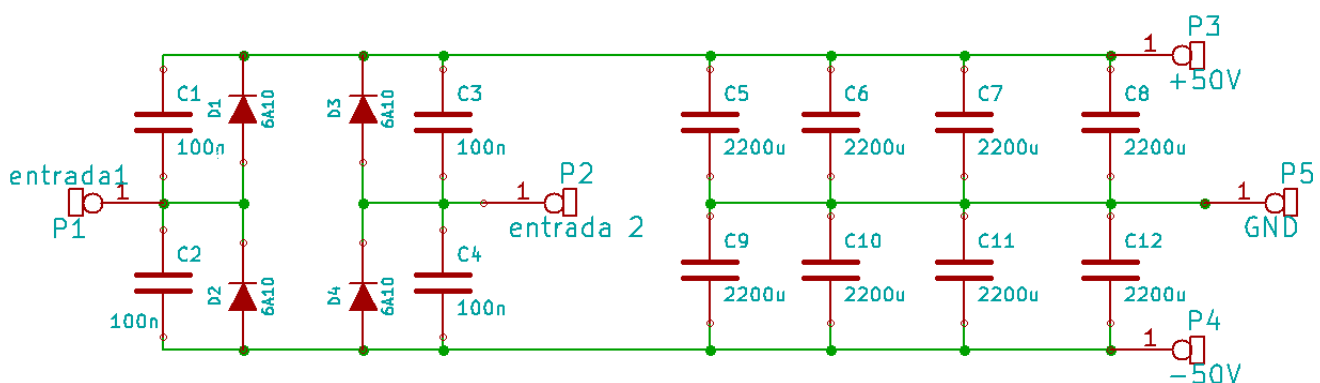 P3
1
+50V
C1
100n
D1
6A10
D3
6A10
C3
100n
C5
2200u
C6
2200u
C7
2200u
C8
2200u
entrada1
1
P1
P2
1
entrada 2
P5
1
GND
C2
100n
D2
6A10
D4
6A10
C4
100n
C9
2200u
C10
2200u
C11
2200u
C12
2200u
P4
1
-50V